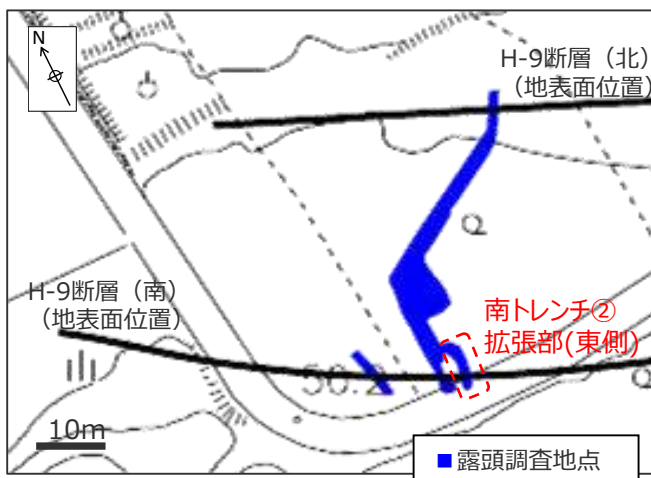 N
H-9断層（北）
（地表面位置）
H-9断層（南）
（地表面位置）
南トレンチ②
拡張部(東側)
50.2
10m
■露頭調査地点